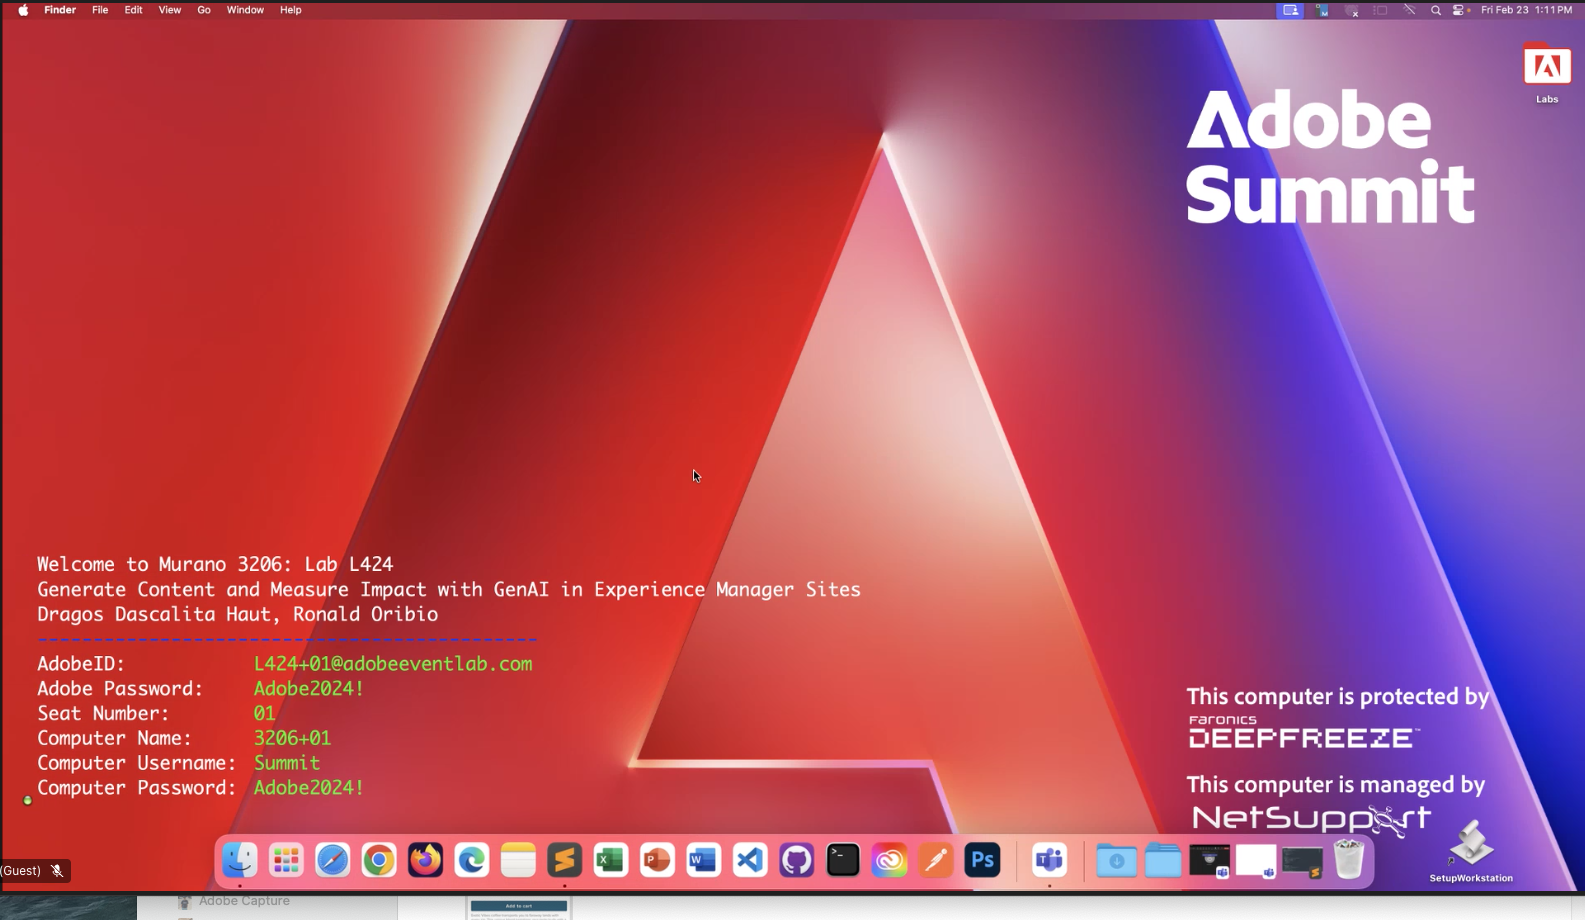 Finder File Edit View Go Window Help
Fri Feb 23 1:11 PM
Labs
Adobe
Summit
Welcome to Murano 3206: Lab L424
Generate Content and Measure Impact with GenAI in Experience Manager Sites
Dragos Dascalita Haut, Ronald Oribio
AdobeID: L424+01@adobeeventlab.com
Adobe Password: Adobe2024!
Seat Number: 01
Computer Name: 3206+01
Computer Username: Summit
Computer Password: Adobe2024!
This computer is protected by
FARONICS
DEEPFREEZE™
This computer is managed by
NetSupport
X
P
W
>_
Ps
T
SetupWorkstation
(Guest)
Adobe Capture
Add to cart